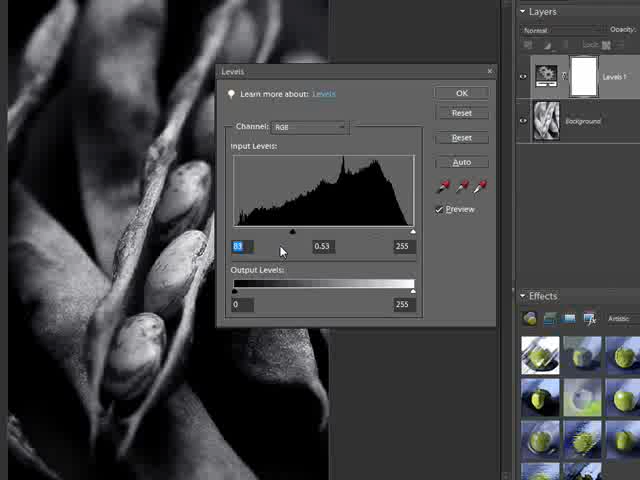 Layers
Normal
Opacity:
Lock:
Levels 1
Background
Levels
Learn more about: Levels
OK
Reset
Channel: RGB
Reset
Input Levels:
Auto
Preview
83 0.53 255
Output Levels:
0 255
Effects
Artistic